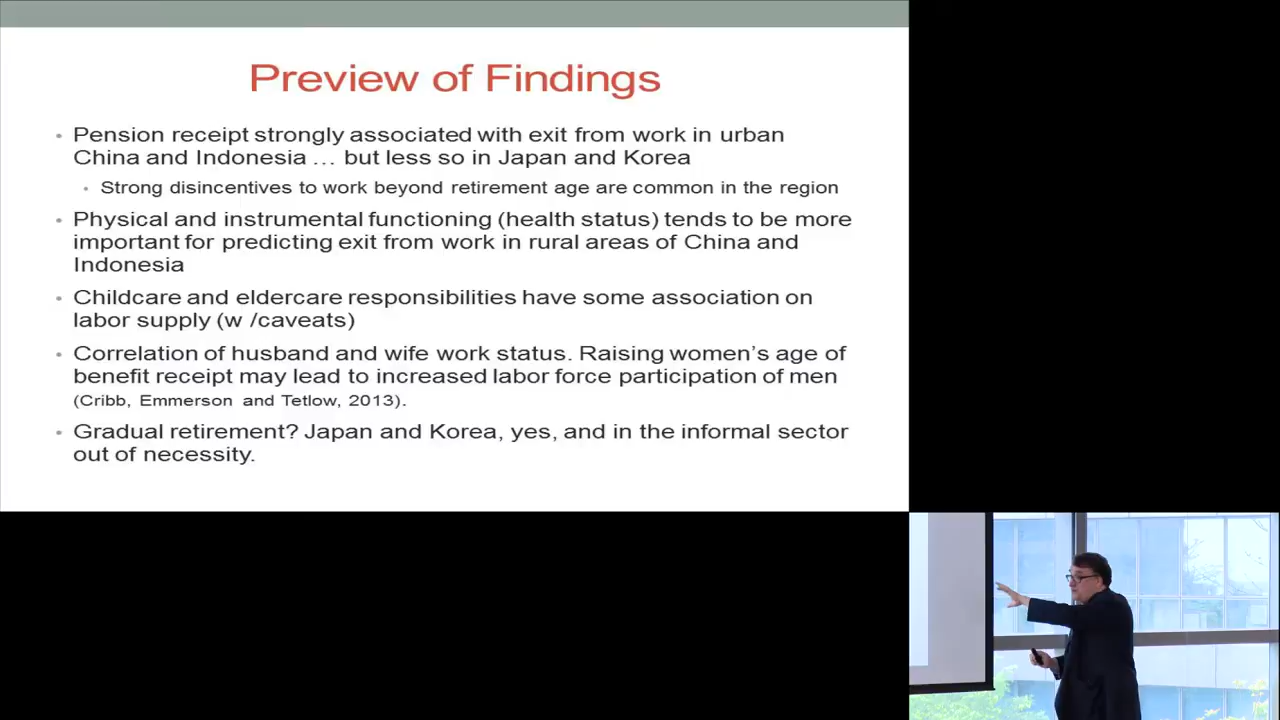 Preview of Findings
• Pension receipt strongly associated with exit from work in urban
China and Indonesia … but less so in Japan and Korea
• Strong disincentives to work beyond retirement age are common in the region
• Physical and instrumental functioning (health status) tends to be more
important for predicting exit from work in rural areas of China and
Indonesia
• Childcare and eldercare responsibilities have some association on
labor supply (w /caveats)
• Correlation of husband and wife work status. Raising women’s age of
benefit receipt may lead to increased labor force participation of men
(Cribb, Emmerson and Tetlow, 2013).
• Gradual retirement? Japan and Korea, yes, and in the informal sector
out of necessity.